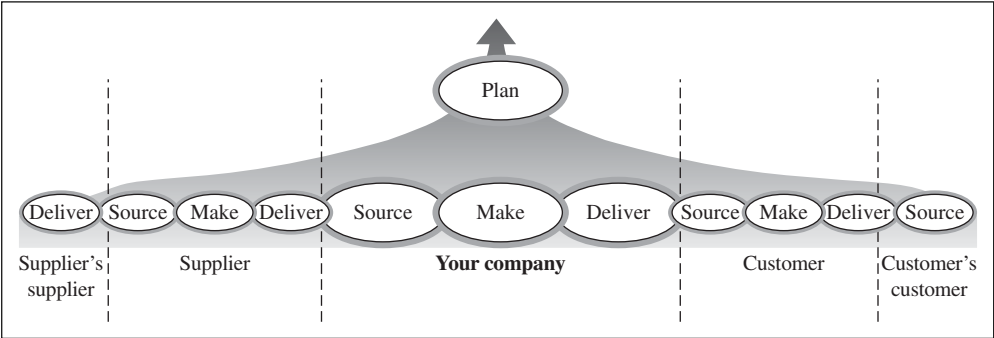 Plan
Deliver Source Make Deliver Source Make Deliver Source Make Deliver Source
Supplier's
supplier
Supplier
Your company
Customer
Customer's
customer